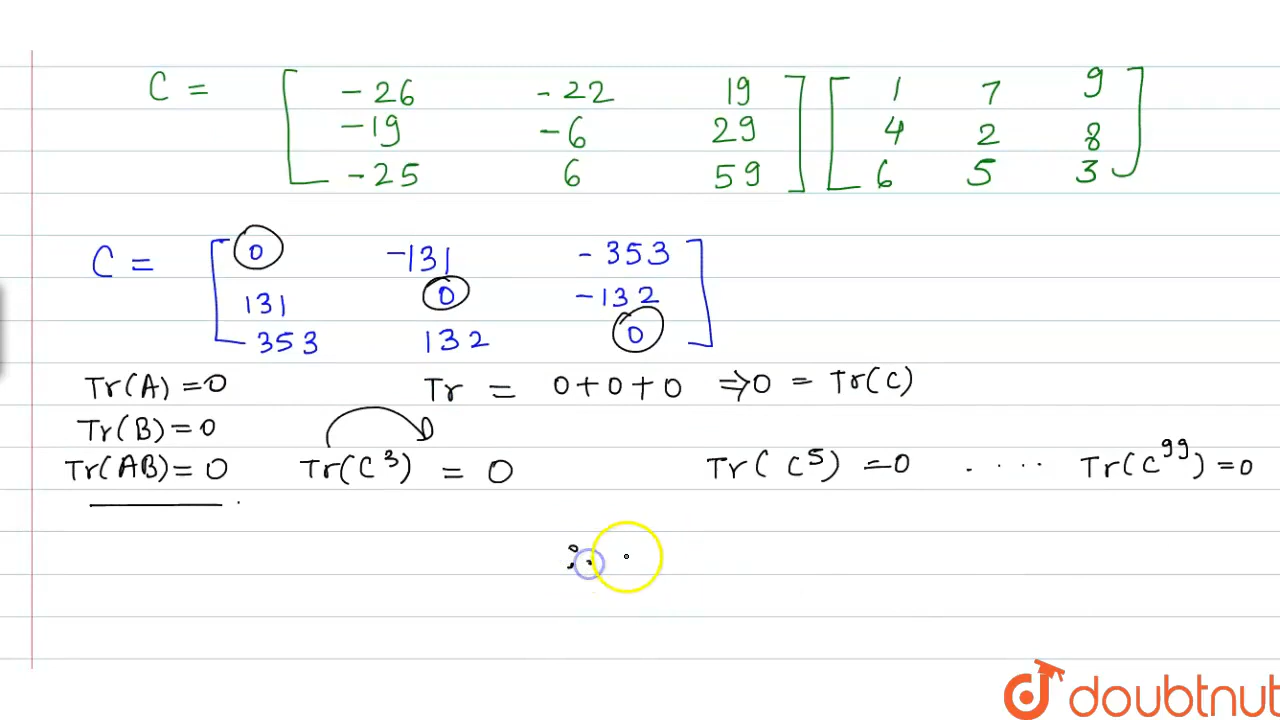 C = [ -26 -22 19 ] [ 1 7 9 ]
[ -19 -6 29 ] [ 4 2 8 ]
[ -25 6 59 ] [ 6 5 3 ]
C = [ 0 -131 -353 ]
[ 131 0 -132 ]
[ 353 132 0 ]
Tr(A) = 0 Tr = 0+0+0 ⇒ 0 = Tr(C)
Tr(B) = 0
Tr(AB) = 0 Tr(C³) = 0 Tr(C⁵) = 0 . . . . . Tr(C⁹⁹) = 0
doubtnut